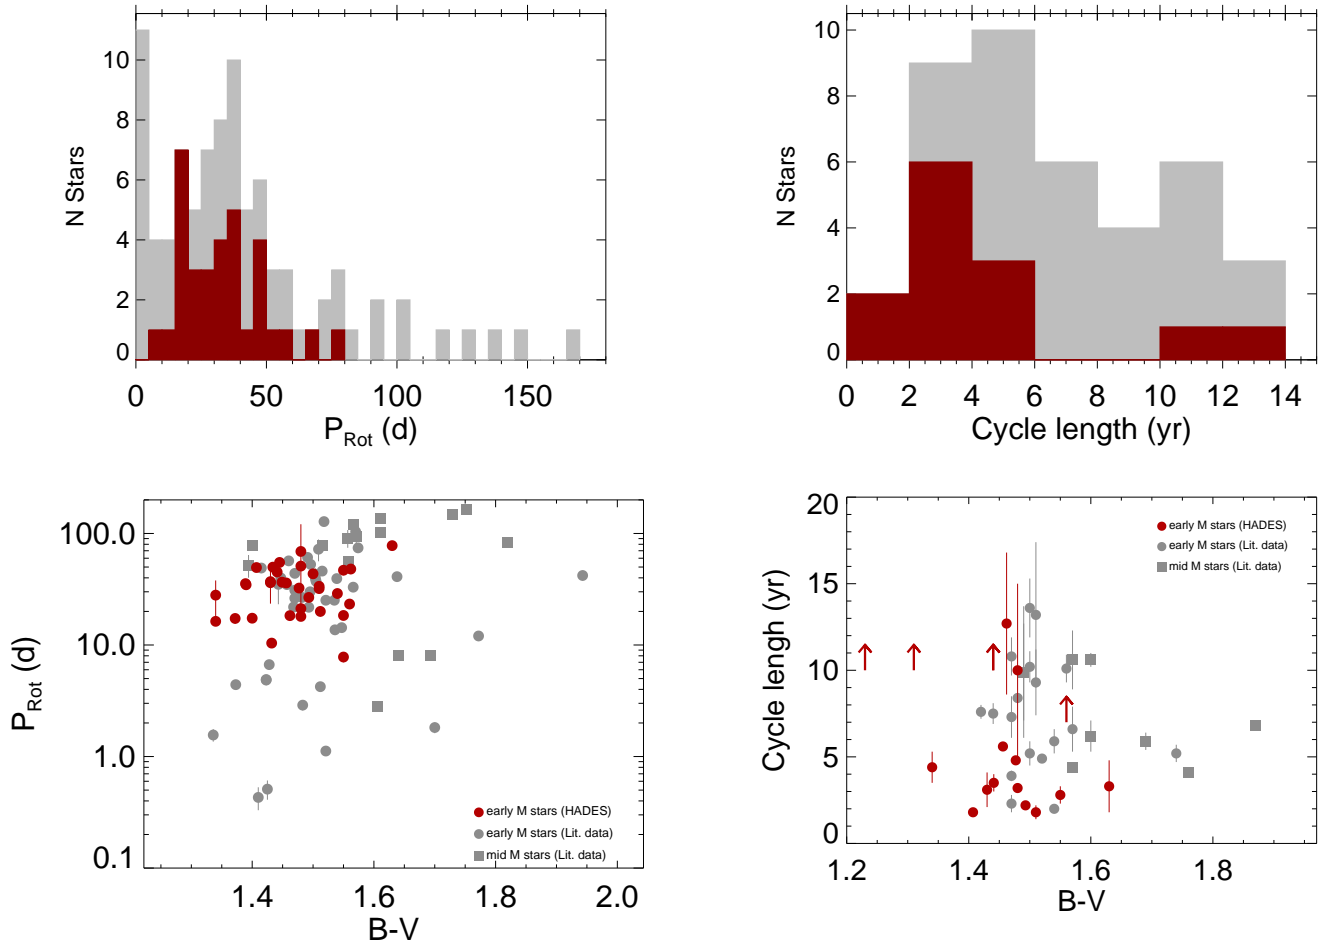 10
8
6
4
2
0
N Stars
0 50 100 150
P_Rot (d)
10
8
6
4
2
0
N Stars
0 2 4 6 8 10 12 14
Cycle length (yr)
100.0
10.0
1.0
0.1
P_Rot (d)
early M stars (HADES)
early M stars (Lit. data)
mid M stars (Lit. data)
1.4 1.6 1.8 2.0
B-V
20
15
10
5
0
Cycle lengh (yr)
early M stars (HADES)
early M stars (Lit. data)
mid M stars (Lit. data)
1.2 1.4 1.6 1.8
B-V